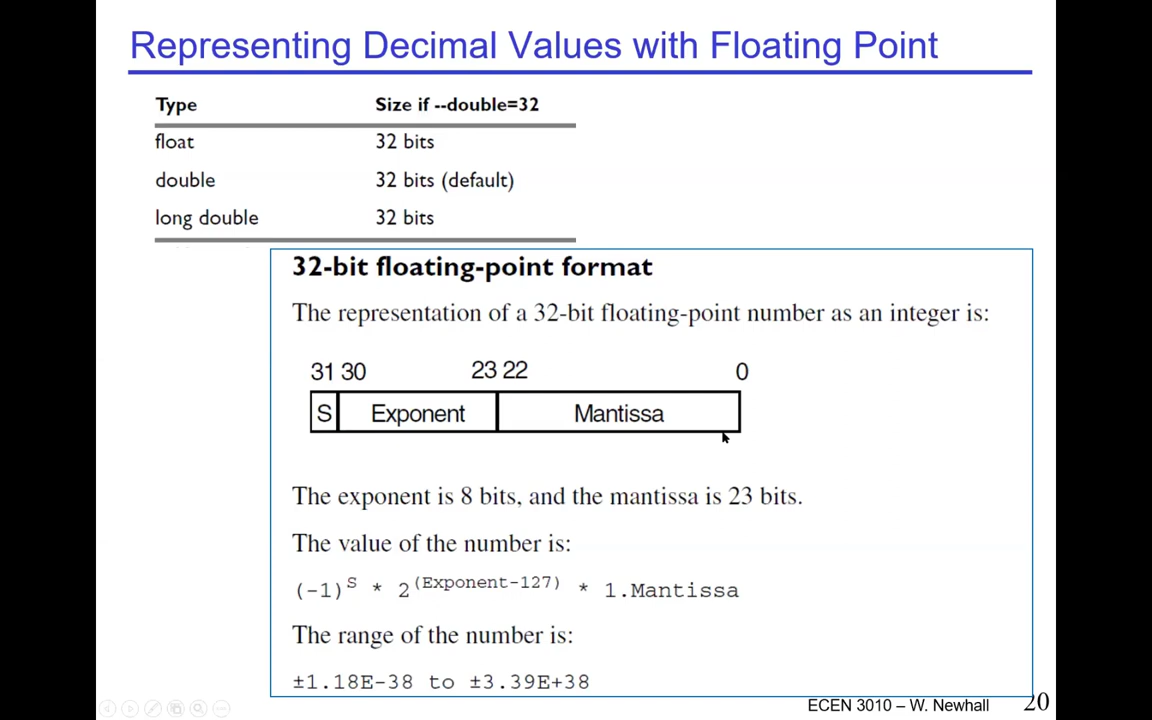 Representing Decimal Values with Floating Point
Type Size if --double=32
float 32 bits
double 32 bits (default)
long double 32 bits
32-bit floating-point format
The representation of a 32-bit floating-point number as an integer is:
31 30 23 22 0
S Exponent Mantissa
The exponent is 8 bits, and the mantissa is 23 bits.
The value of the number is:
(-1)^S * 2^(Exponent-127) * 1.Mantissa
The range of the number is:
±1.18E-38 to ±3.39E+38
ECEN 3010 – W. Newhall 20